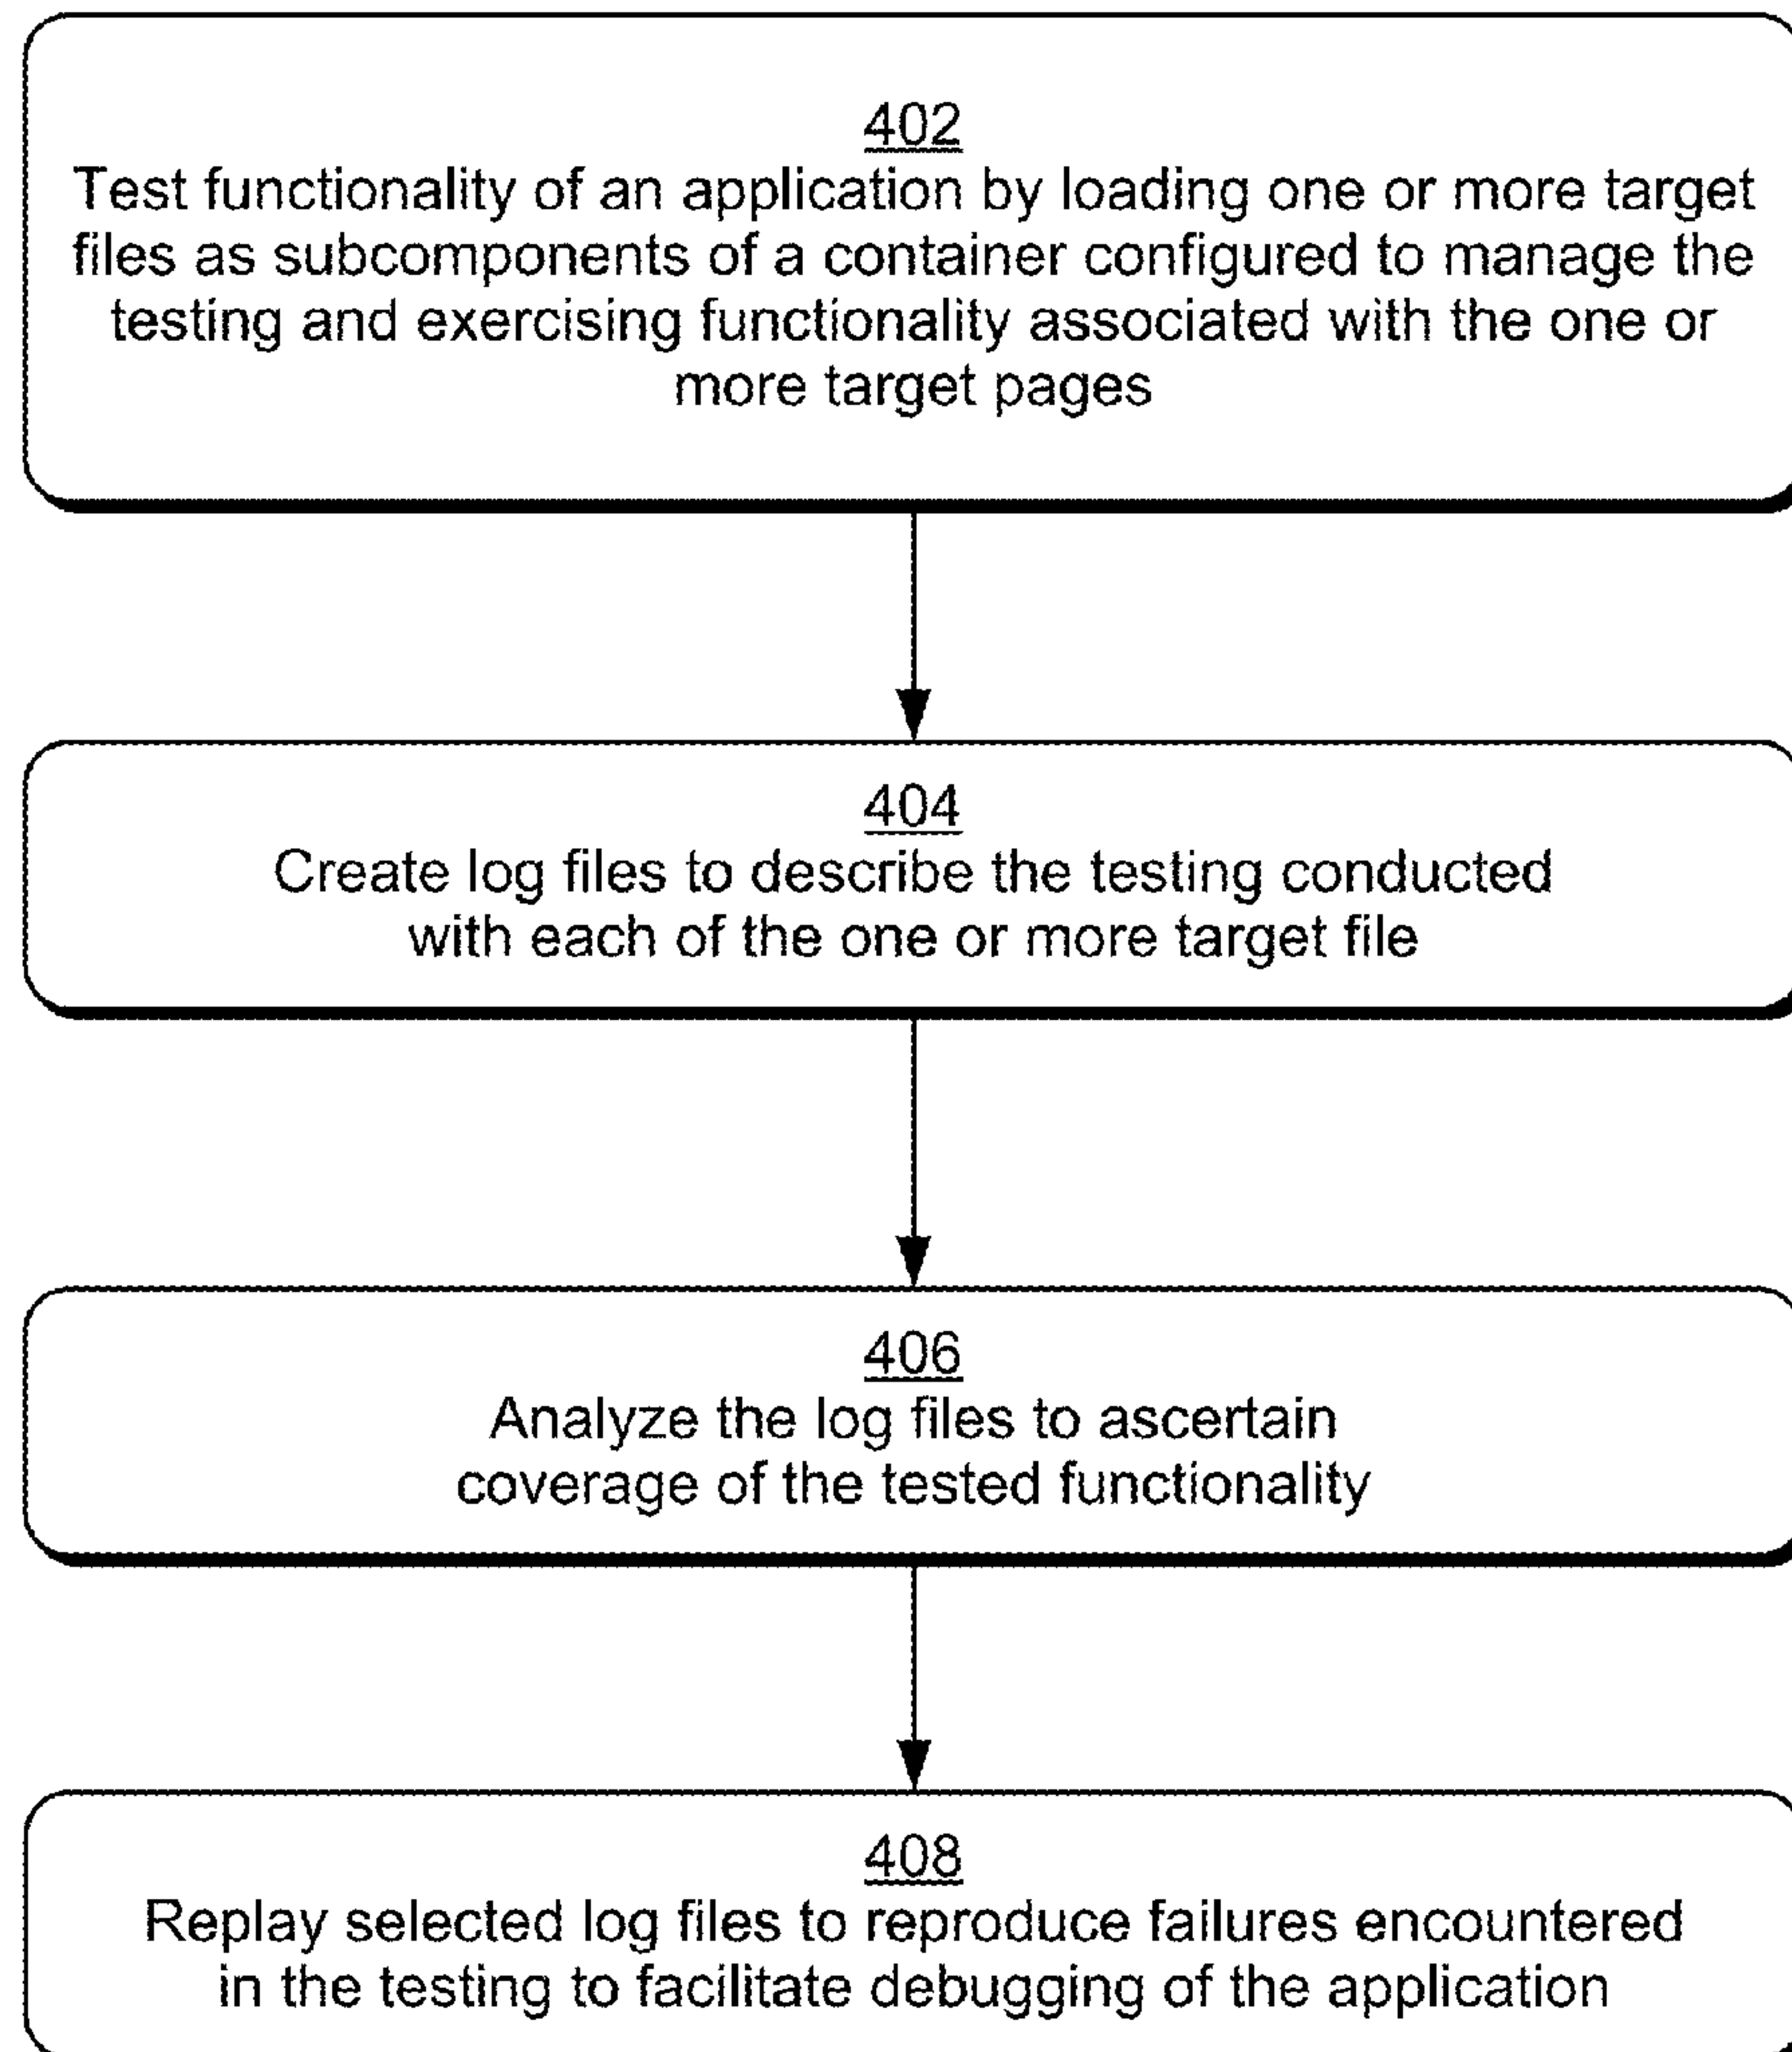 402
Test functionality of an application by loading one or more target
files as subcomponents of a container configured to manage the
testing and exercising functionality associated with the one or
more target pages
404
Create log files to describe the testing conducted
with each of the one or more target file
406
Analyze the log files to ascertain
coverage of the tested functionality
408
Replay selected log files to reproduce failures encountered
in the testing to facilitate debugging of the application